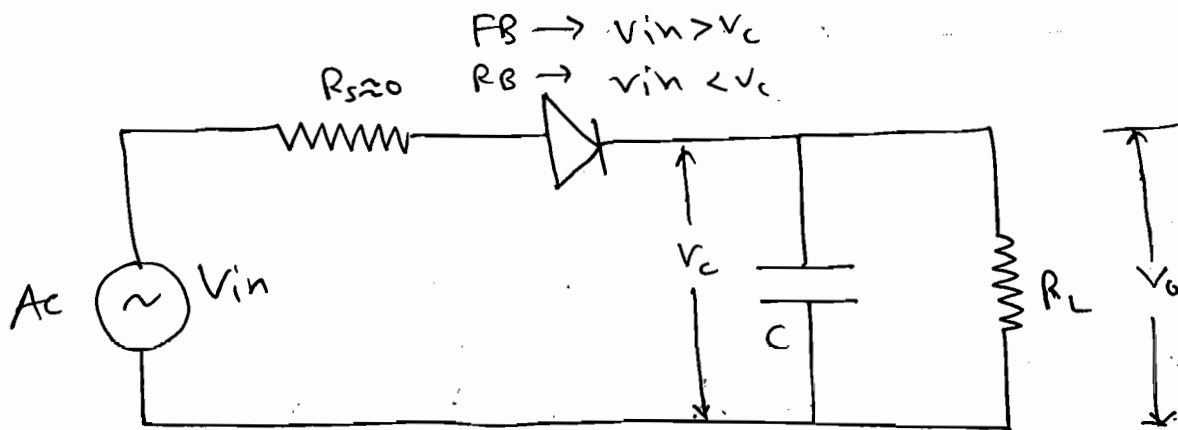 FB → Vin > Vc
RB → Vin < Vc
Rs≈0
Ac
~
Vin
Vc
C
RL
Vo